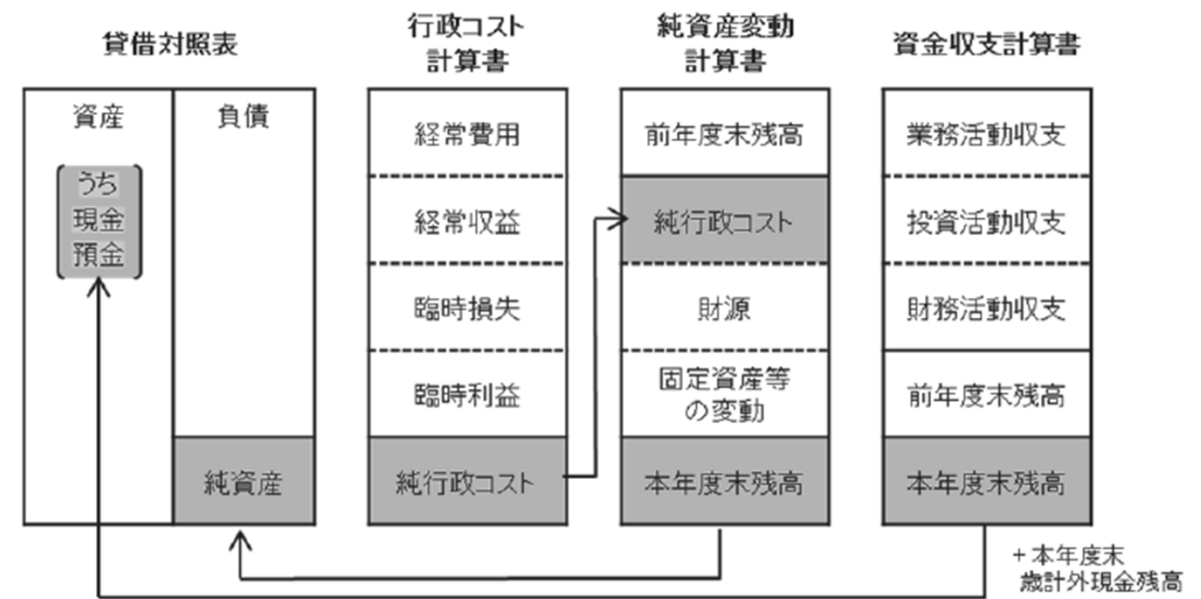 貸借対照表
資産
うち
現金
預金
負債
純資産
行政コスト
計算書
経常費用
経常収益
臨時損失
臨時利益
純行政コスト
純資産変動
計算書
前年度末残高
純行政コスト
財源
固定資産等
の変動
本年度末残高
資金収支計算書
業務活動収支
投資活動収支
財務活動収支
前年度末残高
本年度末残高
+本年度末
歳計外現金残高